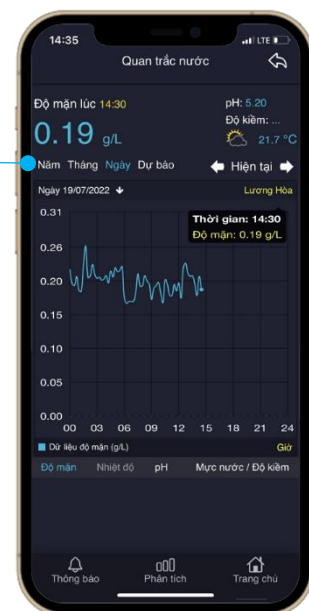 14:35 LTE
Quan trắc nước
Độ mặn lúc 14:30 pH: 5.20
Độ kiềm: ...
0.19 g/L 21.7 °C
Năm Tháng Ngày Dự báo Hiện tại
Ngày 19/07/2022 Lương Hòa
0.31
Thời gian: 14:30
Độ mặn: 0.19 g/L
0.26
0.20
0.15
0.10
0.05
0.00
00 03 06 09 12 15 18 21 24
Dữ liệu độ mặn (g/L) Giờ
Độ mặn Nhiệt độ pH Mực nước / Độ kiềm
Thông báo Phân tích Trang chủ